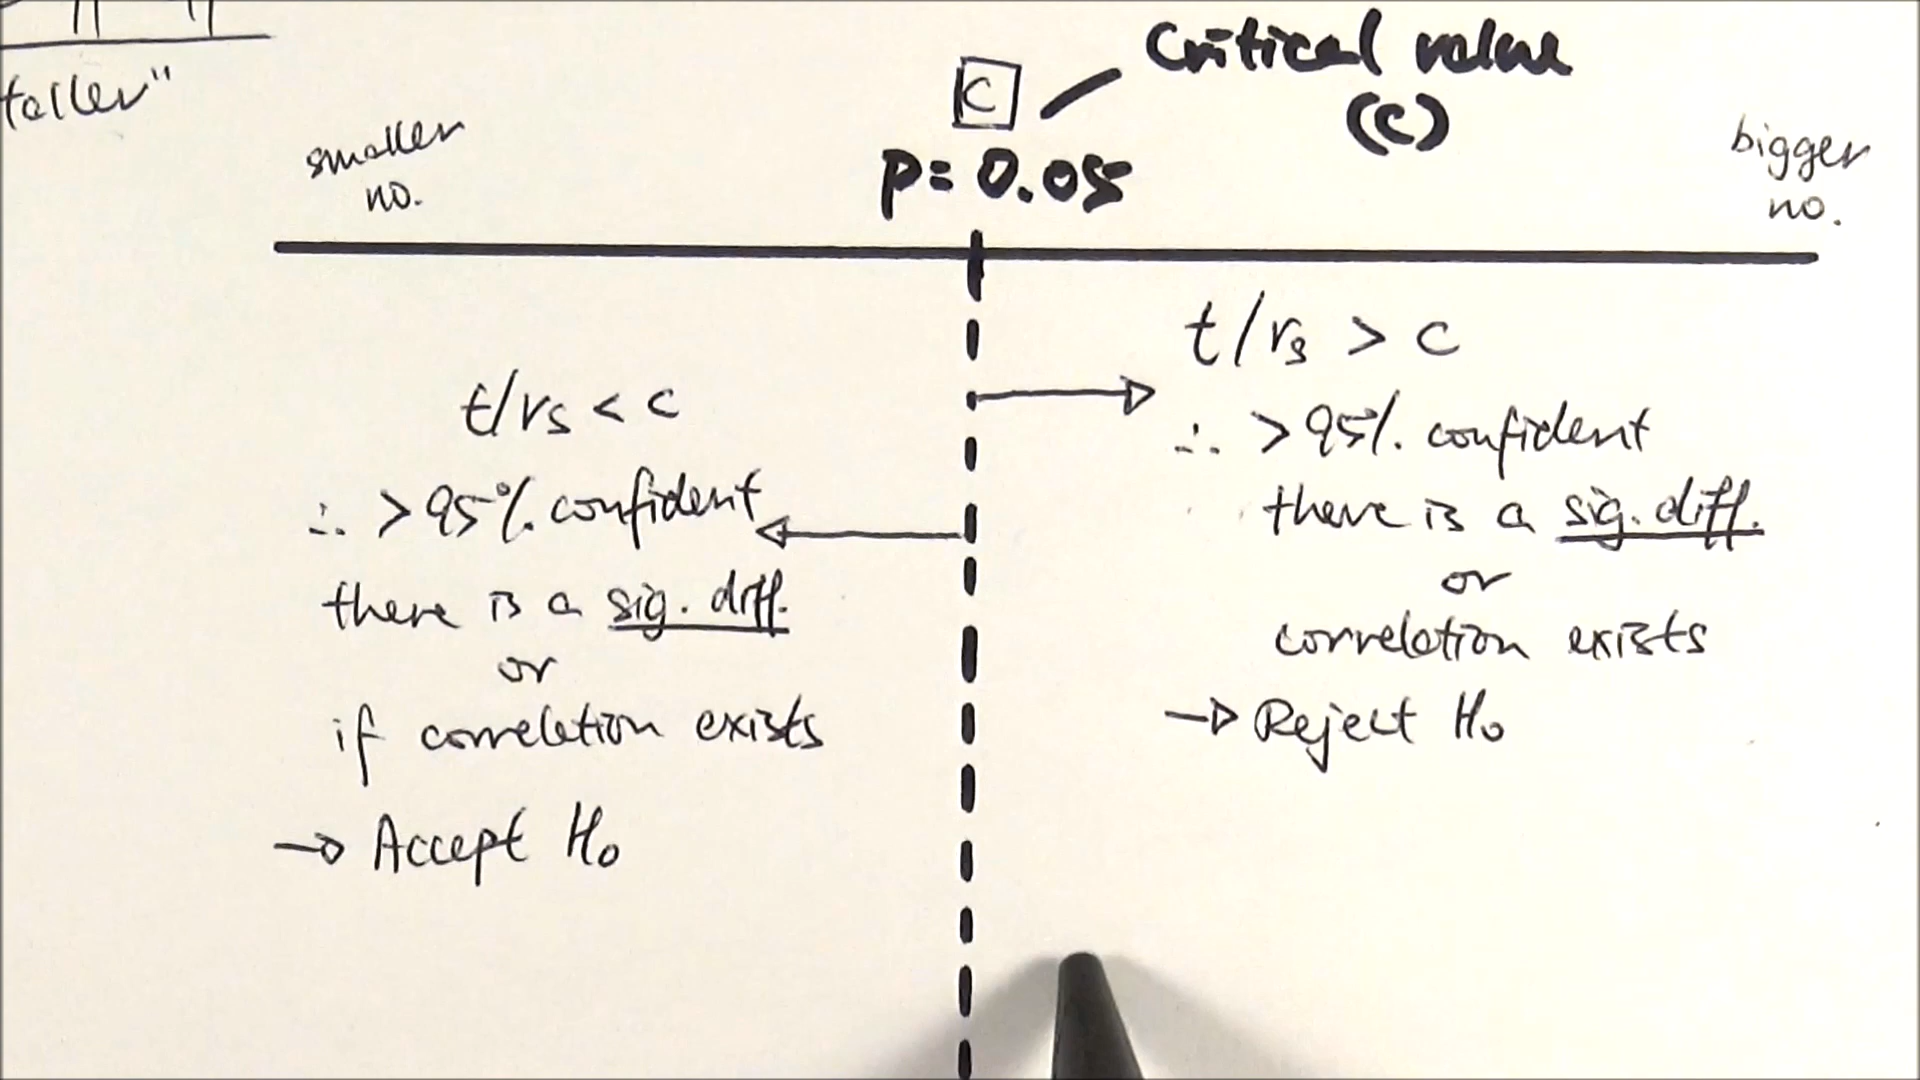 taller"
smaller
no.
C
Critical value
(c)
p=0.05
bigger
no.
t/rs < c
∴ >95% confident
there is a sig. diff.
or
if correlation exists
→ Accept H₀
t/rs > c
∴ >95% confident
there is a sig. diff.
or
correlation exists
→ Reject H₀